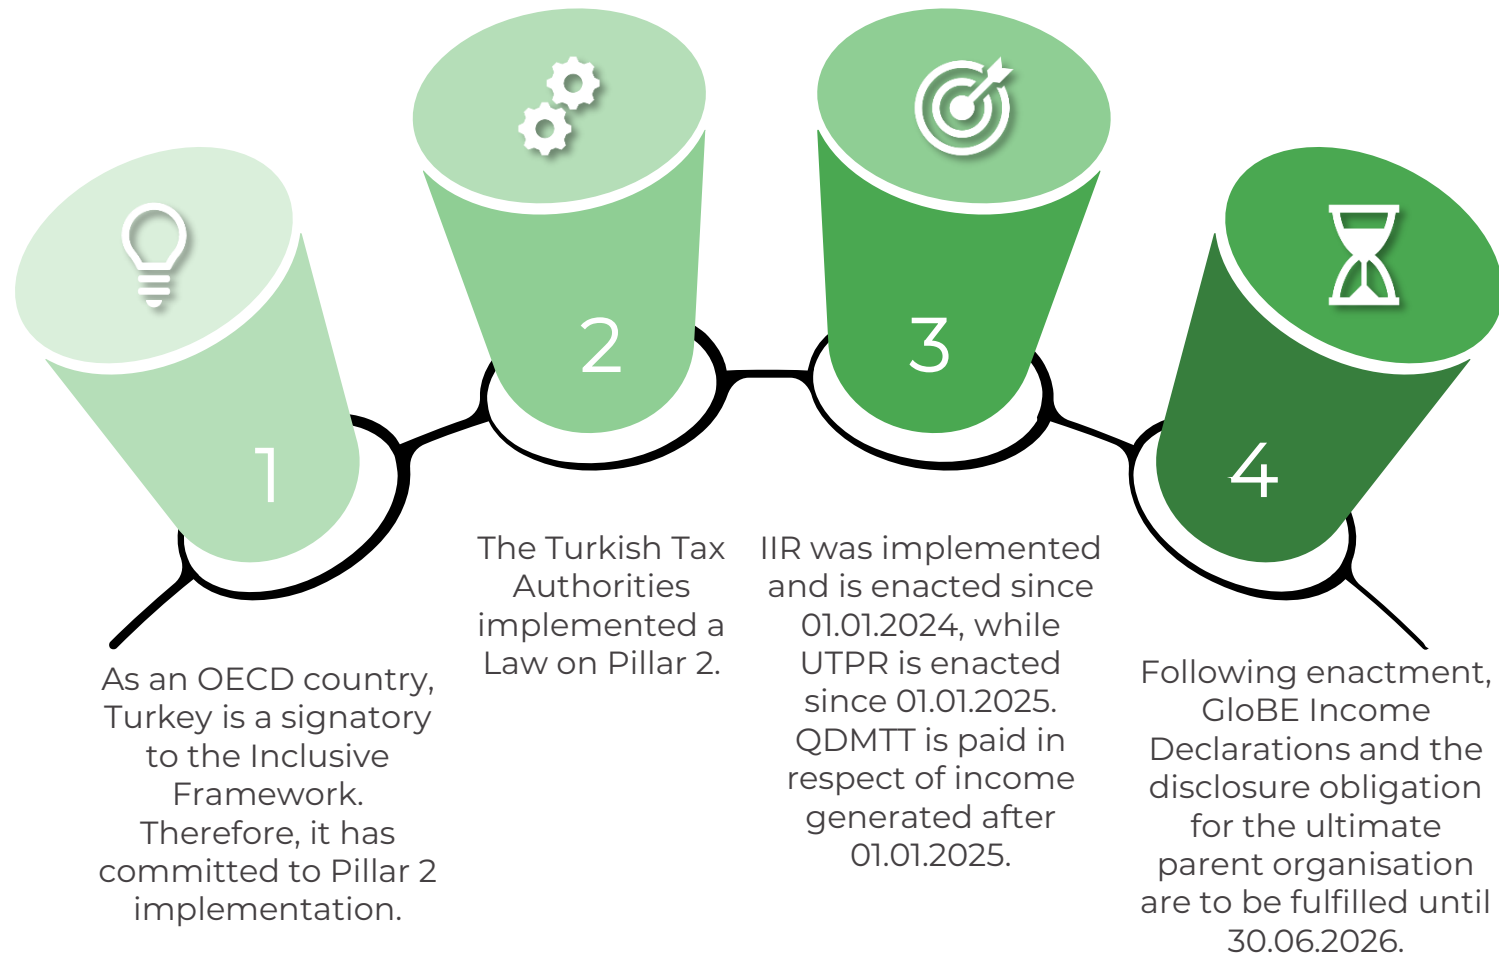 1
As an OECD country,
Turkey is a signatory
to the Inclusive
Framework.
Therefore, it has
committed to Pillar 2
implementation.
2
The Turkish Tax
Authorities
implemented a
Law on Pillar 2.
3
IIR was implemented
and is enacted since
01.01.2024, while
UTPR is enacted
since 01.01.2025.
QDMTT is paid in
respect of income
generated after
01.01.2025.
4
Following enactment,
GloBE Income
Declarations and the
disclosure obligation
for the ultimate
parent organisation
are to be fulfilled until
30.06.2026.